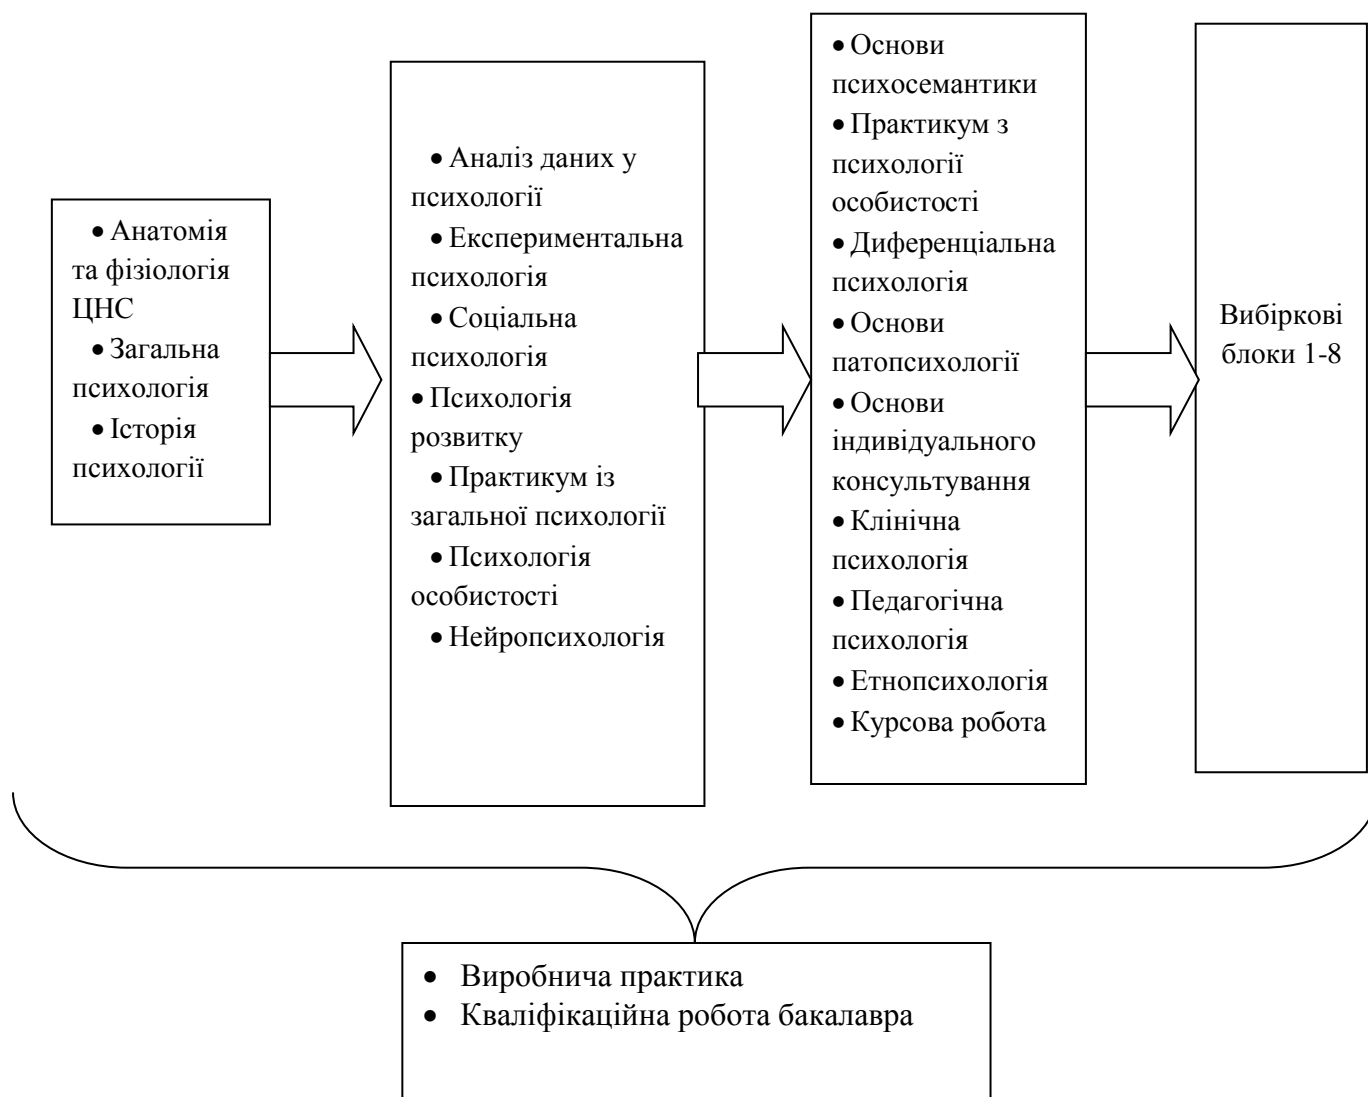 • Анатомія
та фізіологія
ЦНС
• Загальна
психологія
• Історія
психології
• Аналіз даних у
психології
• Експериментальна
психологія
• Соціальна
психологія
• Психологія
розвитку
• Практикум із
загальної психології
• Психологія
особистості
• Нейропсихологія
• Основи
психосемантики
• Практикум з
психології
особистості
• Диференціальна
психологія
• Основи
патопсихології
• Основи
індивідуального
консультування
• Клінічна
психологія
• Педагогічна
психологія
• Етнопсихологія
• Курсова робота
Вибіркові
блоки 1-8
• Виробнича практика
• Кваліфікаційна робота бакалавра